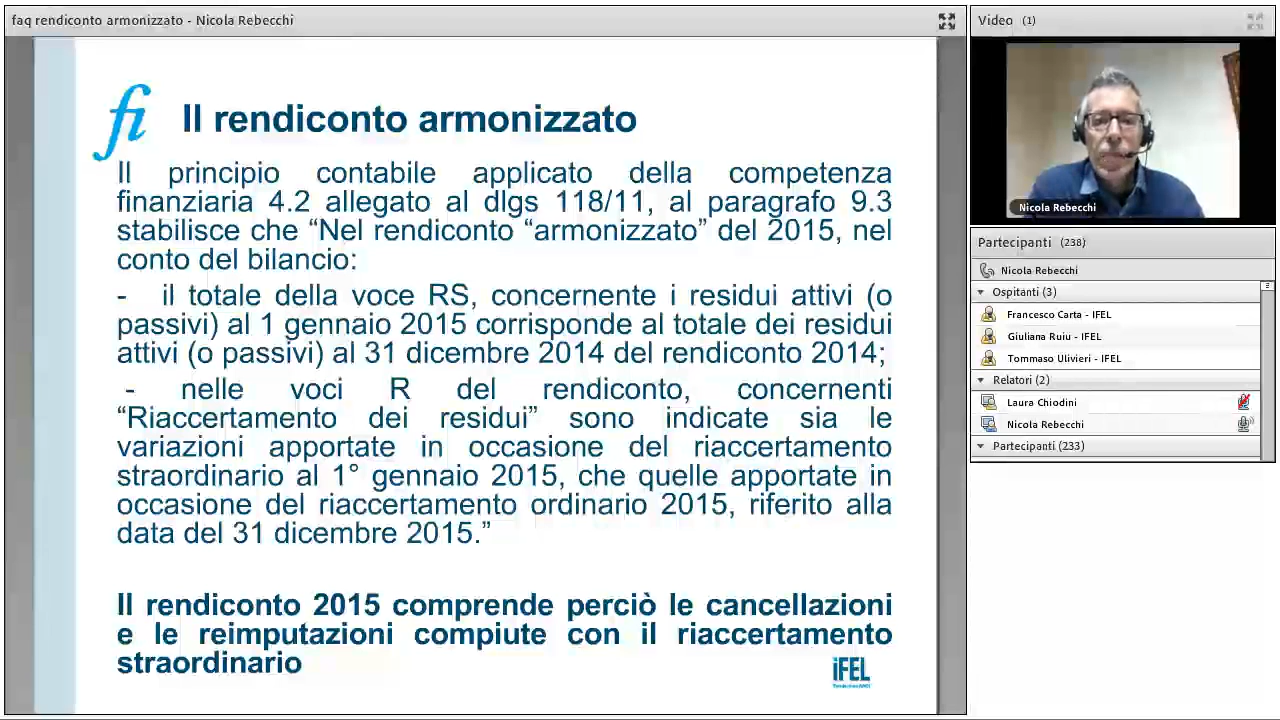 faq rendiconto armonizzato - Nicola Rebecchi
fi
Il rendiconto armonizzato
Il principio contabile applicato della competenza
finanziaria 4.2 allegato al dlgs 118/11, al paragrafo 9.3
stabilisce che “Nel rendiconto “armonizzato” del 2015, nel
conto del bilancio:
- il totale della voce RS, concernente i residui attivi (o
passivi) al 1 gennaio 2015 corrisponde al totale dei residui
attivi (o passivi) al 31 dicembre 2014 del rendiconto 2014;
- nelle voci R del rendiconto, concernenti
“Riaccertamento dei residui” sono indicate sia le
variazioni apportate in occasione del riaccertamento
straordinario al 1° gennaio 2015, che quelle apportate in
occasione del riaccertamento ordinario 2015, riferito alla
data del 31 dicembre 2015.”
Il rendiconto 2015 comprende perciò le cancellazioni
e le reimputazioni compiute con il riaccertamento
straordinario
iFEL
Video (1)
Nicola Rebecchi
Partecipanti (238)
Nicola Rebecchi
Ospitanti (3)
Francesco Carta - IFEL
Giuliana Ruiu - IFEL
Tommaso Ulivieri - IFEL
Relatori (2)
Laura Chiodini
Nicola Rebecchi
Partecipanti (233)